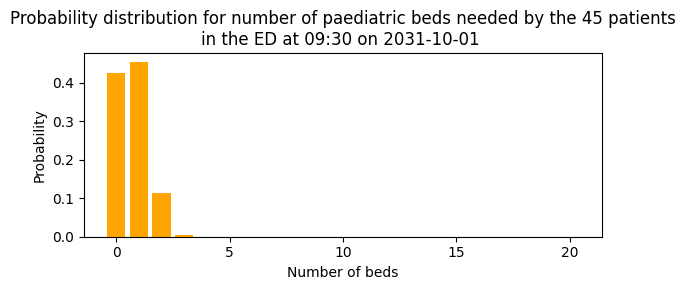 Probability distribution for number of paediatric beds needed by the 45 patients
in the ED at 09:30 on 2031-10-01
Probability
0.4
0.3
0.2
0.1
0.0
0
5
10
15
20
Number of beds